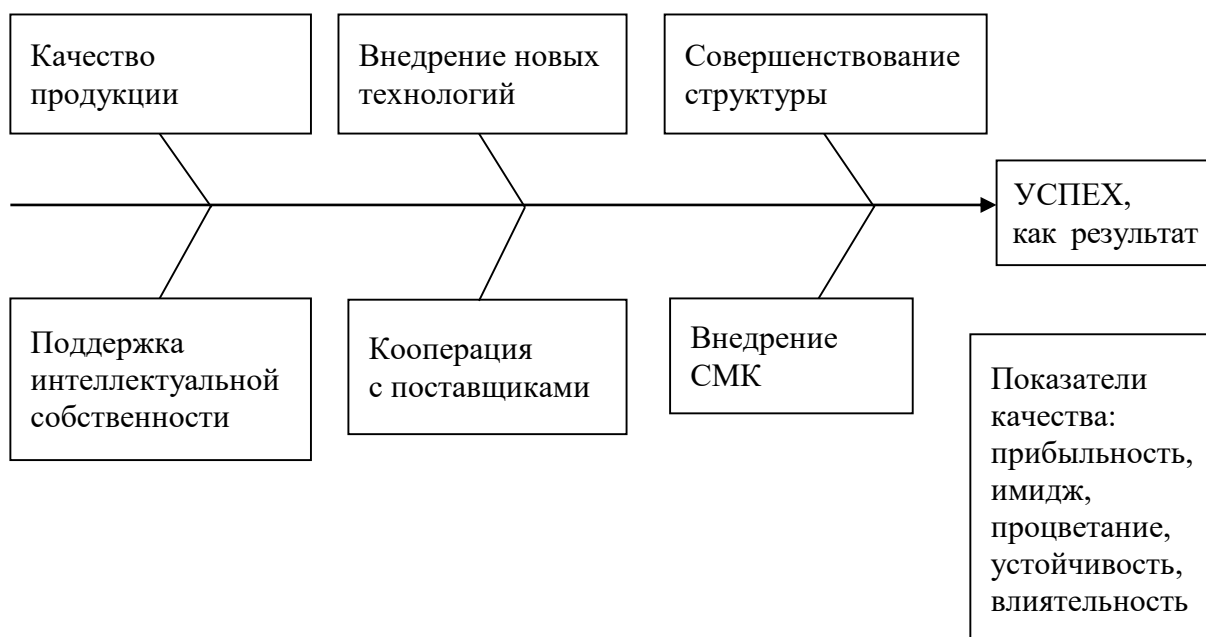 Качество
продукции
Внедрение новых
технологий
Совершенствование
структуры
УСПЕХ,
как результат
Поддержка
интеллектуальной
собственности
Кооперация
с поставщиками
Внедрение
СМК
Показатели
качества:
прибыльность,
имидж,
процветание,
устойчивость,
влиятельность